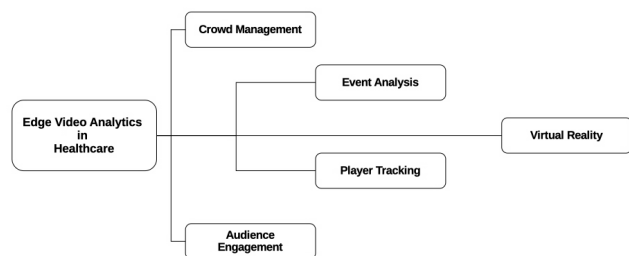 Crowd Management
Event Analysis
Edge Video Analytics
in
Healthcare
Virtual Reality
Player Tracking
Audience
Engagement